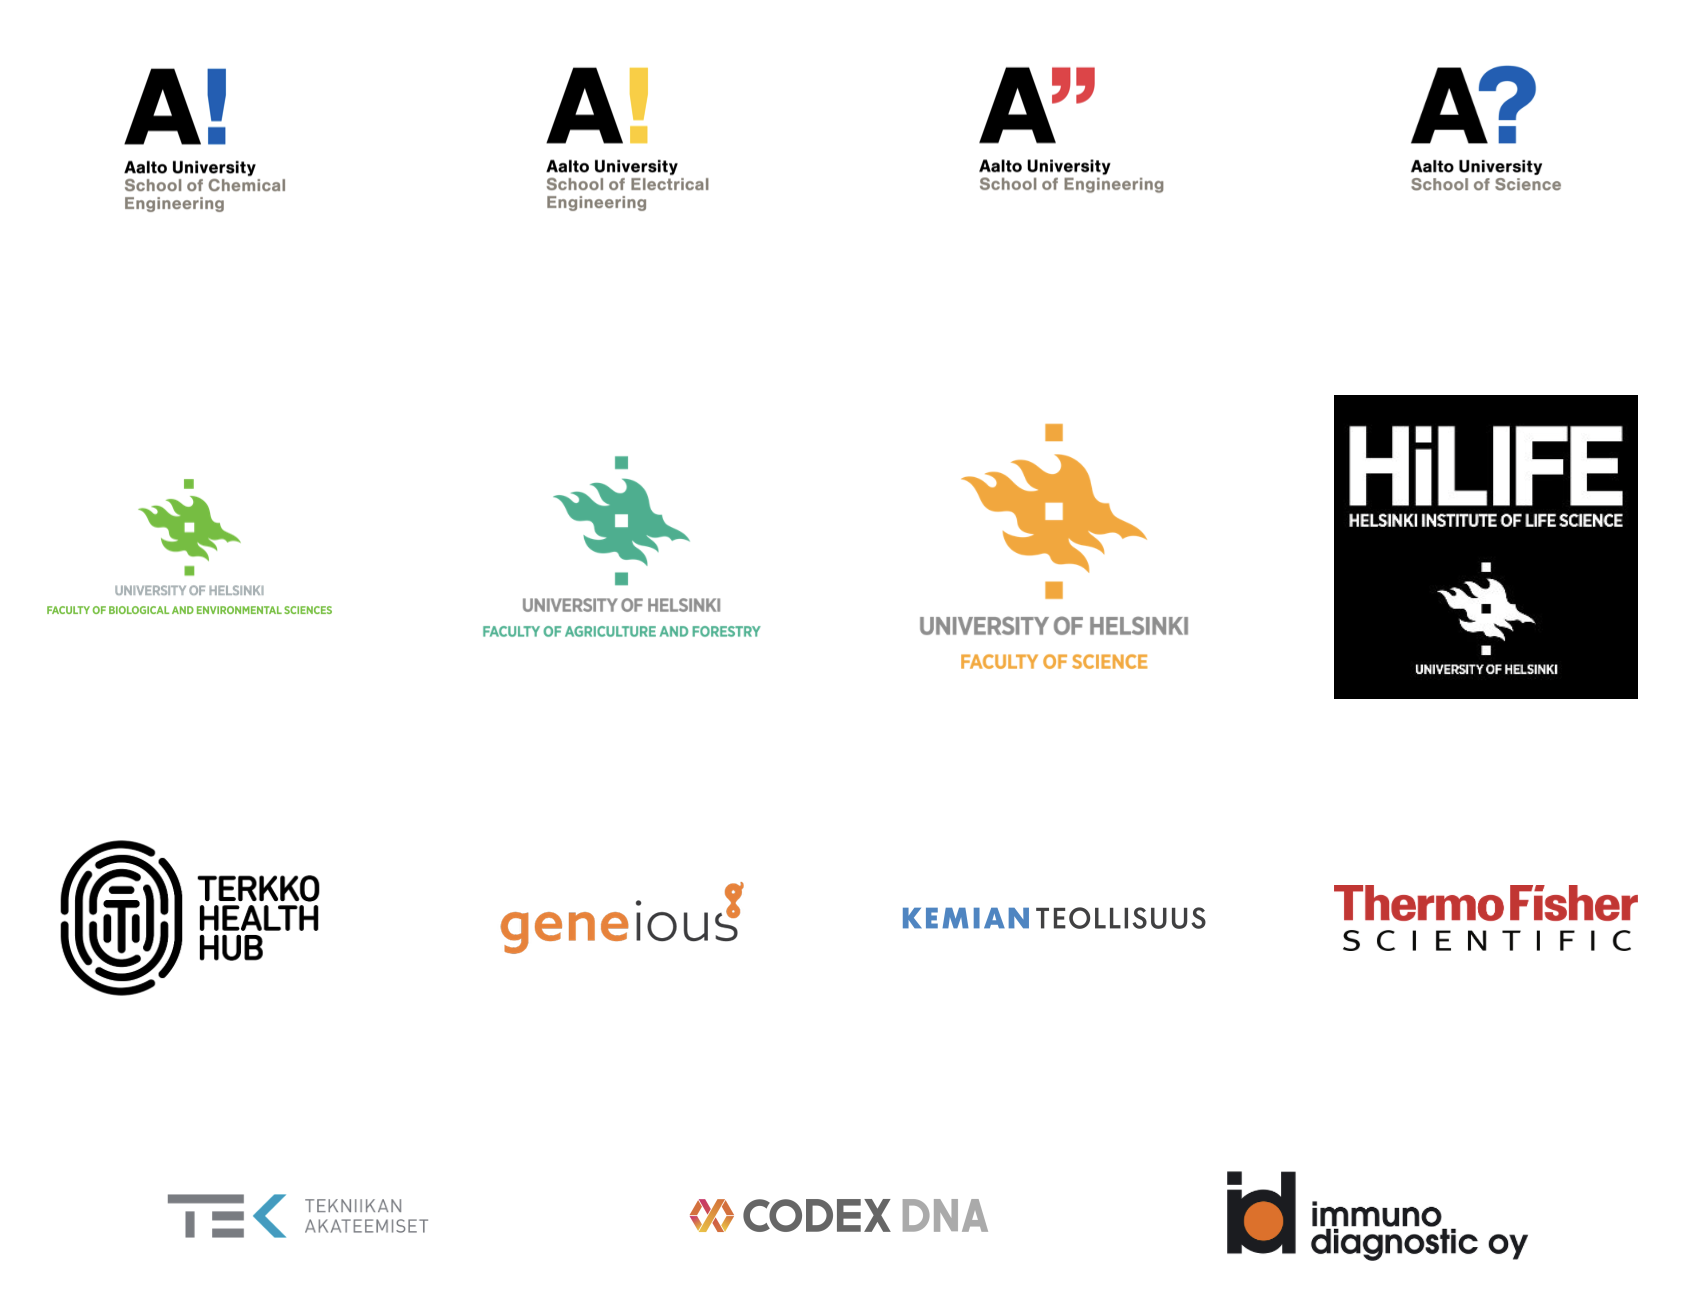 A!
Aalto University
School of Chemical
Engineering
A!
Aalto University
School of Electrical
Engineering
A”
Aalto University
School of Engineering
A?
Aalto University
School of Science
UNIVERSITY OF HELSINKI
FACULTY OF BIOLOGICAL AND ENVIRONMENTAL SCIENCES
UNIVERSITY OF HELSINKI
FACULTY OF AGRICULTURE AND FORESTRY
UNIVERSITY OF HELSINKI
FACULTY OF SCIENCE
HiLIFE
HELSINKI INSTITUTE OF LIFE SCIENCE
UNIVERSITY OF HELSINKI
TERKKO
HEALTH
HUB
geneious
KEMIANTEOLLISUUS
ThermoFisher
SCIENTIFIC
TEK
TEKNIIKAN
AKATEEMISET
CODEX DNA
id
immuno
diagnostic oy